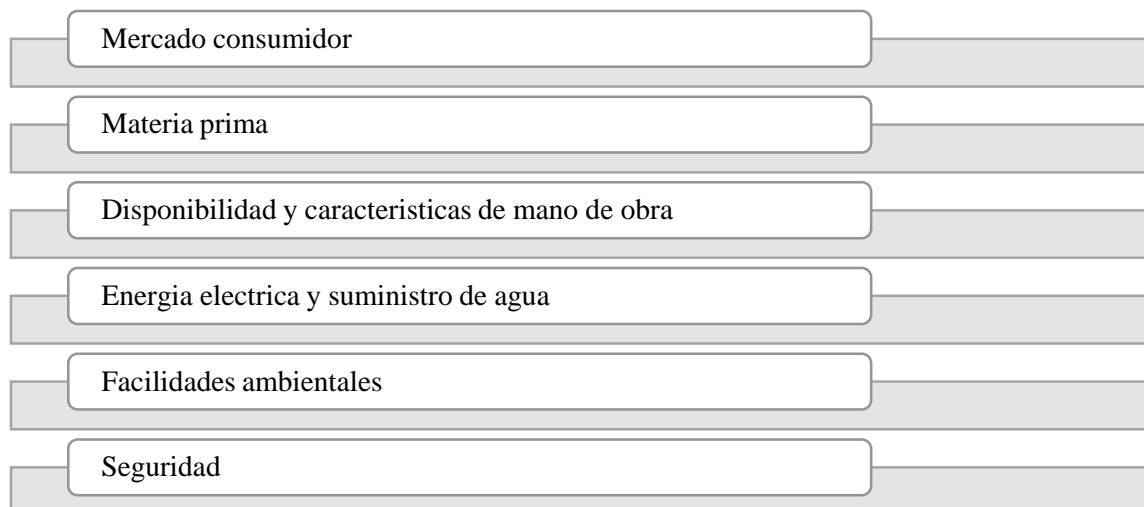 Mercado consumidor
Materia prima
Disponibilidad y caracteristicas de mano de obra
Energia electrica y suministro de agua
Facilidades ambientales
Seguridad